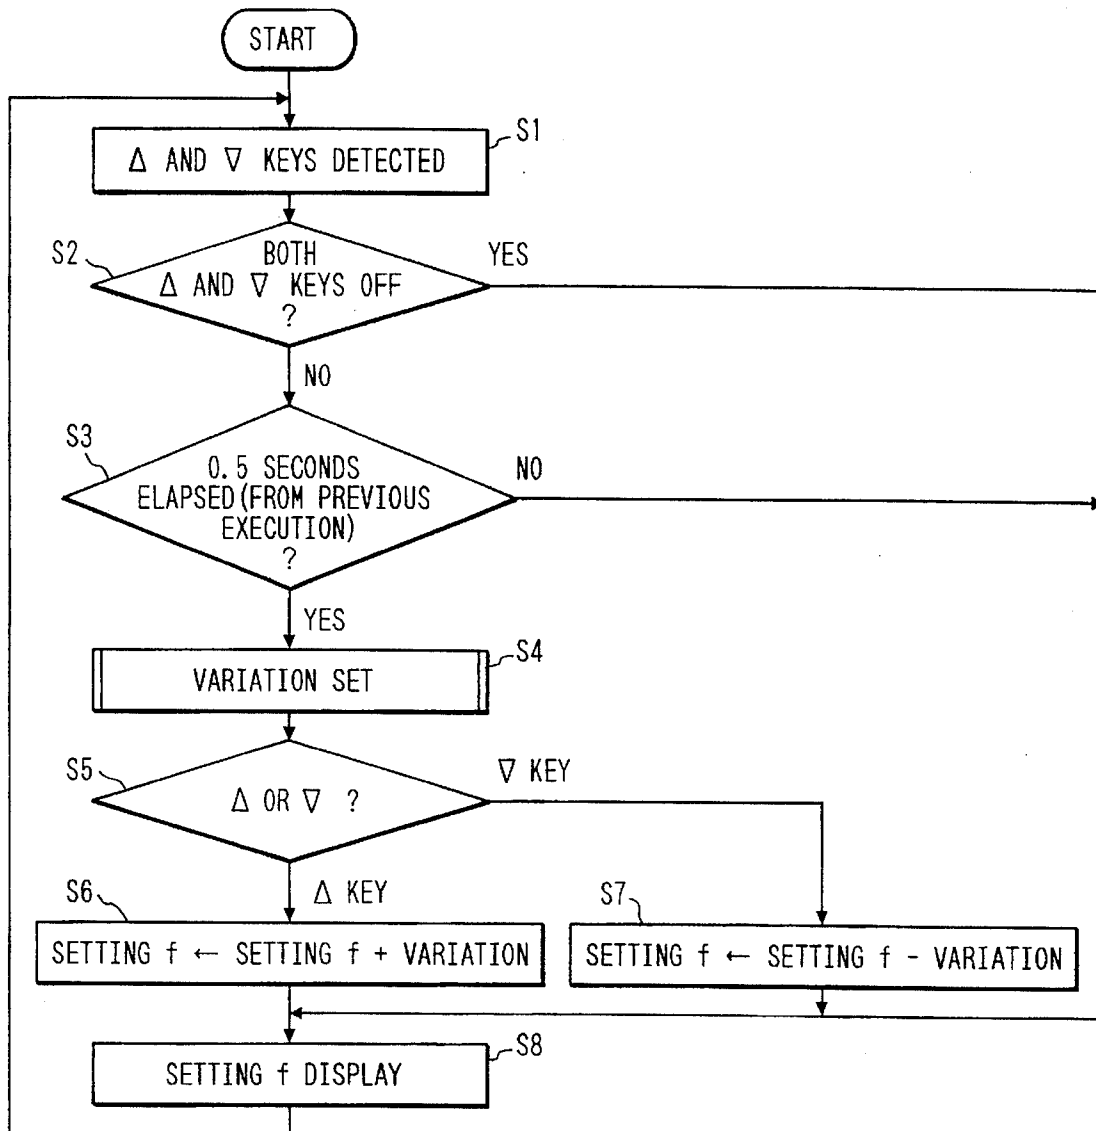 START
S1
Δ AND ∇ KEYS DETECTED
S2
BOTH
YES
Δ AND ∇ KEYS OFF
?
NO
S3
0.5 SECONDS
NO
ELAPSED(FROM PREVIOUS
EXECUTION)
?
YES
S4
VARIATION SET
S5
∇ KEY
Δ OR ∇ ?
Δ KEY
S6
S7
SETTING f ← SETTING f + VARIATION
SETTING f ← SETTING f - VARIATION
S8
SETTING f DISPLAY